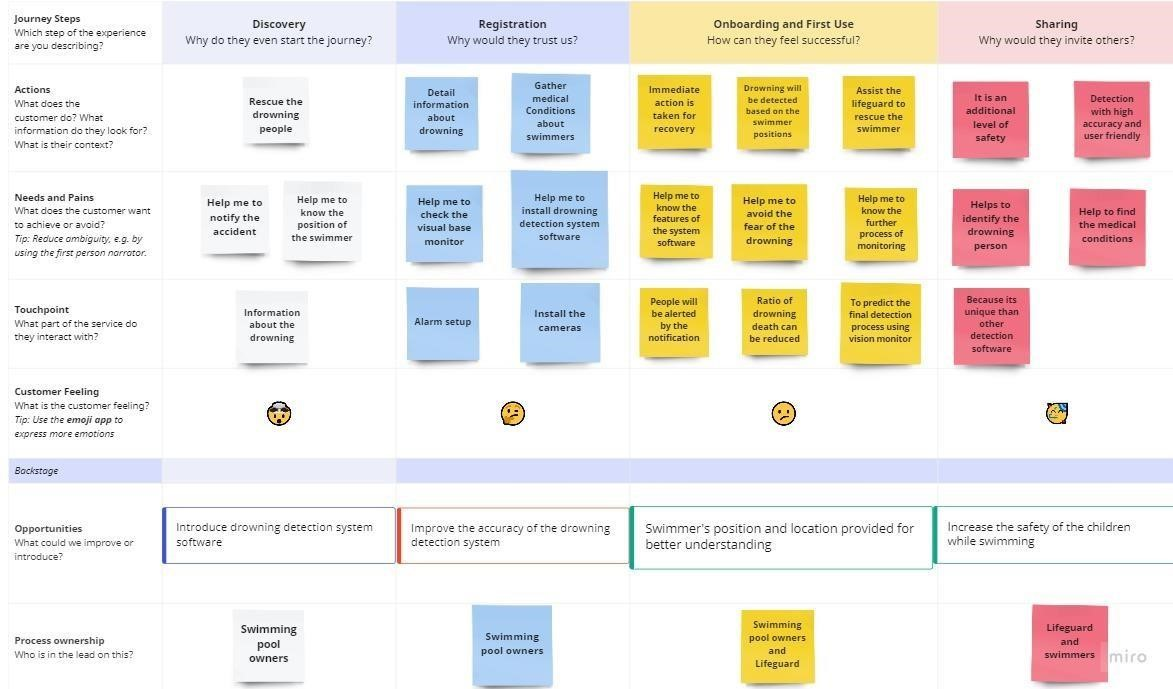 Journey Steps
Which step of the experience
are you describing?
Discovery
Why do they even start the journey?
Registration
Why would they trust us?
Onboarding and First Use
How can they feel successful?
Sharing
Why would they invite others?
Actions
What does the
customer do? What
information do they look for?
What is their context?
Rescue the
drowning
people
Detail
information
about
drowning
Gather
medical
Conditions
about
swimmers
Immediate
action is
taken for
recovery
Drowning will
be detected
based on the
swimmer
positions
Assist the
lifeguard to
rescue the
swimmer
It is an
additional
level of
safety
Detection
with high
accuracy and
user friendly
Needs and Pains
What does the customer want
to achieve or avoid?
Tip: Reduce ambiguity, e.g. by
using the first person narrator.
Help me to
notify the
accident
Help me to
know the
position of
the swimmer
Help me to
check the
visual base
monitor
Help me to
install drowning
detection system
software
Help me to
know the
features of
the system
software
Help me to
avoid the
fear of the
drowning
Help me to
know the
further
process of
monitoring
Helps to
identify the
drowning
person
Help to find
the medical
conditions
Touchpoint
What part of the service do
they interact with?
Information
about the
drowning
Alarm setup
Install the
cameras
People will
be alerted
by the
notification
Ratio of
drowning
death can
be reduced
To predict the
final detection
process using
vision monitor
Because its
unique than
other
detection
software
Customer Feeling
What is the customer feeling?
Tip: Use the emoji app to
express more emotions
Backstage
Opportunities
What could we improve or
introduce?
Introduce drowning detection system
software
Improve the accuracy of the drowning
detection system
Swimmer's position and location provided for
better understanding
Increase the safety of the children
while swimming
Process ownership
Who is in the lead on this?
Swimming
pool
owners
Swimming
pool owners
Swimming
pool owners
and
Lifeguard
Lifeguard
and
swimmers
miro